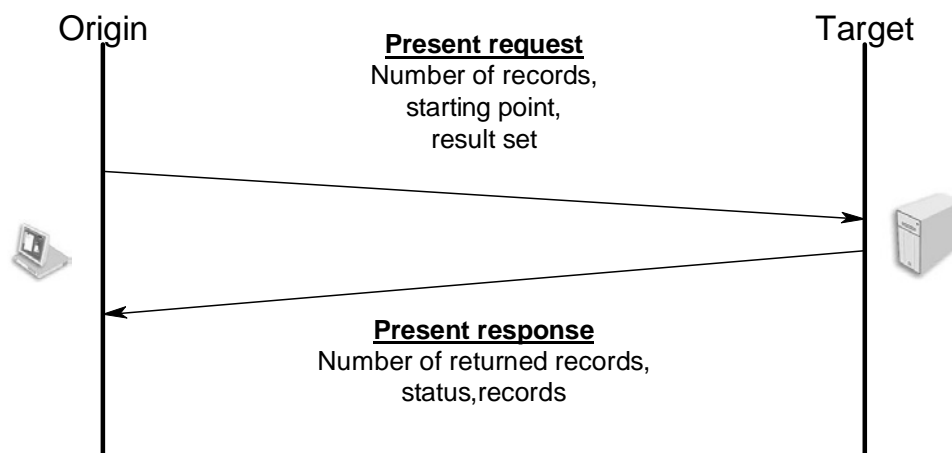 Origin
Target
Present request
Number of records,
starting point,
result set
Present response
Number of returned records,
status,records